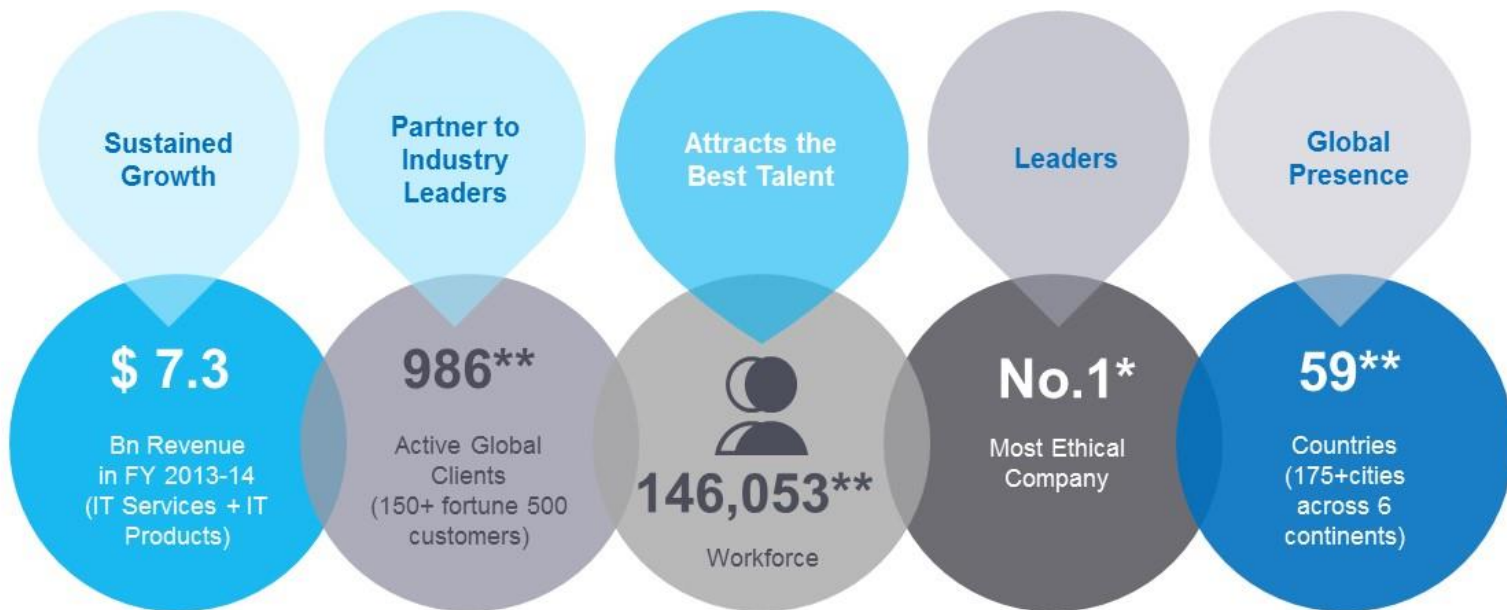 Sustained
Growth
$ 7.3
Bn Revenue
in FY 2013-14
(IT Services + IT
Products)
Partner to
Industry
Leaders
986**
Active Global
Clients
(150+ fortune 500
customers)
Attracts the
Best Talent
146,053**
Workforce
Leaders
No.1*
Most Ethical
Company
Global
Presence
59**
Countries
(175+cities
across 6
continents)